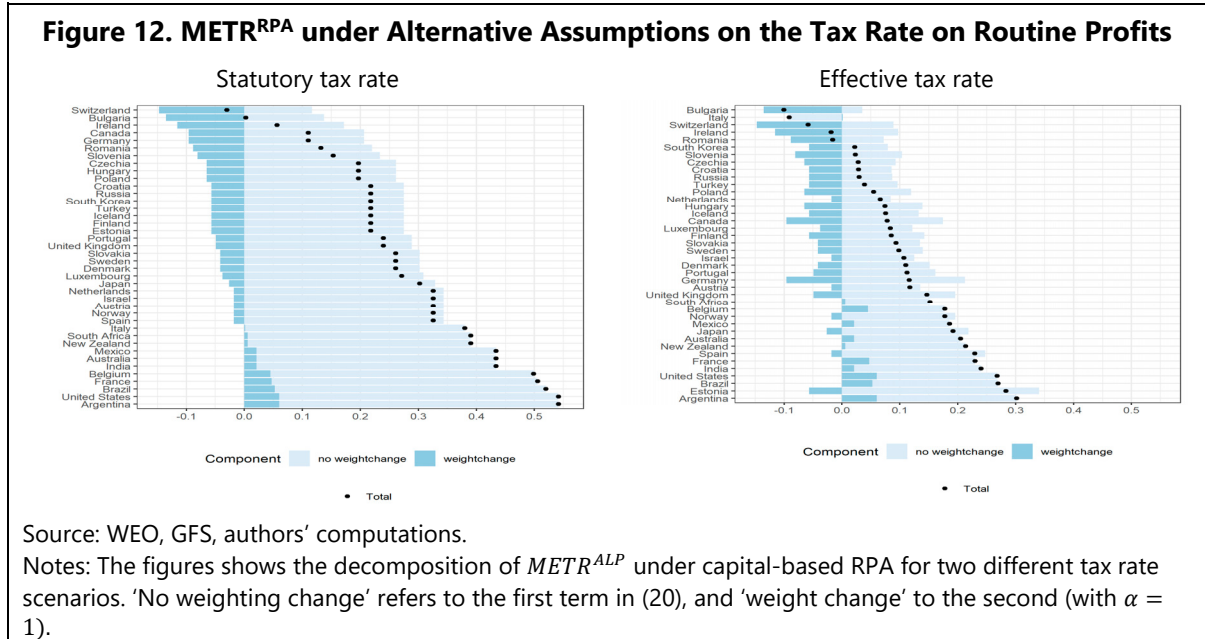 Figure 12. METRRPA under Alternative Assumptions on the Tax Rate on Routine Profits
Statutory tax rate
Switzerland
Bulgaria
Ireland
Canada
Germany
Romania
Slovenia
Czechia
Hungary
Poland
Croatia
Russia
South Korea
Turkey
Iceland
Finland
Estonia
Portugal
United Kingdom
Slovakia
Sweden
Denmark
Luxembourg
Japan
Netherlands
Israel
Austria
Norway
Spain
Italy
South Africa
New Zealand
Mexico
Australia
India
Belgium
France
Brazil
United States
Argentina
-0.1 0.0 0.1 0.2 0.3 0.4 0.5
Component no weightchange weightchange
Total
Effective tax rate
Bulgaria
Italy
Switzerland
Ireland
Romania
South Korea
Slovenia
Czechia
Croatia
Russia
Turkey
Poland
Netherlands
Hungary
Iceland
Canada
Luxembourg
Finland
Slovakia
Sweden
Israel
Denmark
Portugal
Germany
Austria
United Kingdom
South Africa
Belgium
Norway
Mexico
Japan
Australia
New Zealand
Spain
France
India
United States
Brazil
Estonia
Argentina
-0.1 0.0 0.1 0.2 0.3 0.4 0.5
Component no weightchange weightchange
Total
Source: WEO, GFS, authors' computations.
Notes: The figures shows the decomposition of METR^ALP under capital-based RPA for two different tax rate
scenarios. 'No weighting change' refers to the first term in (20), and 'weight change' to the second (with α =
1).